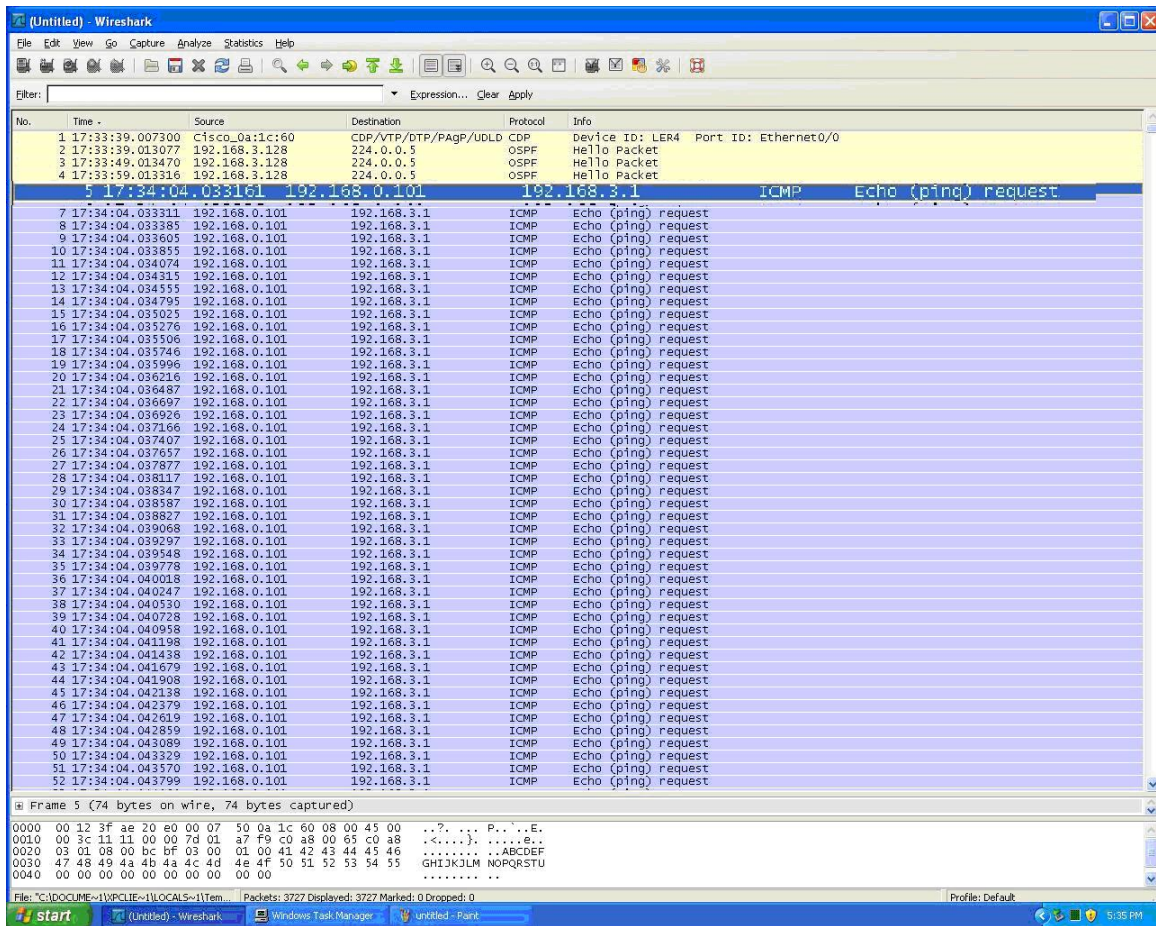 (Untitled) - Wireshark
File Edit View Go Capture Analyze Statistics Help
Filter: Expression... Clear Apply
No. Time Source Destination Protocol Info
1 17:33:39.007300 Cisco_0a:1c:60 CDP/VTP/DTP/PAgP/UDLD CDP Device ID: LER4 Port ID: Ethernet0/0
2 17:33:49.013077 192.168.3.128 224.0.0.5 OSPF Hello Packet
3 17:33:49.013470 192.168.3.128 224.0.0.5 OSPF Hello Packet
4 17:33:59.013316 192.168.3.128 224.0.0.5 OSPF Hello Packet
5 17:34:04.033161 192.168.0.101 192.168.3.1 ICMP Echo (ping) request
7 17:34:04.033311 192.168.0.101 192.168.3.1 ICMP Echo (ping) request
8 17:34:04.033385 192.168.0.101 192.168.3.1 ICMP Echo (ping) request
9 17:34:04.033605 192.168.0.101 192.168.3.1 ICMP Echo (ping) request
10 17:34:04.033855 192.168.0.101 192.168.3.1 ICMP Echo (ping) request
11 17:34:04.034074 192.168.0.101 192.168.3.1 ICMP Echo (ping) request
12 17:34:04.034315 192.168.0.101 192.168.3.1 ICMP Echo (ping) request
13 17:34:04.034555 192.168.0.101 192.168.3.1 ICMP Echo (ping) request
14 17:34:04.034795 192.168.0.101 192.168.3.1 ICMP Echo (ping) request
15 17:34:04.035025 192.168.0.101 192.168.3.1 ICMP Echo (ping) request
16 17:34:04.035276 192.168.0.101 192.168.3.1 ICMP Echo (ping) request
17 17:34:04.035506 192.168.0.101 192.168.3.1 ICMP Echo (ping) request
18 17:34:04.035746 192.168.0.101 192.168.3.1 ICMP Echo (ping) request
19 17:34:04.035996 192.168.0.101 192.168.3.1 ICMP Echo (ping) request
20 17:34:04.036216 192.168.0.101 192.168.3.1 ICMP Echo (ping) request
21 17:34:04.036487 192.168.0.101 192.168.3.1 ICMP Echo (ping) request
22 17:34:04.036697 192.168.0.101 192.168.3.1 ICMP Echo (ping) request
23 17:34:04.036926 192.168.0.101 192.168.3.1 ICMP Echo (ping) request
24 17:34:04.037166 192.168.0.101 192.168.3.1 ICMP Echo (ping) request
25 17:34:04.037407 192.168.0.101 192.168.3.1 ICMP Echo (ping) request
26 17:34:04.037657 192.168.0.101 192.168.3.1 ICMP Echo (ping) request
27 17:34:04.037877 192.168.0.101 192.168.3.1 ICMP Echo (ping) request
28 17:34:04.038117 192.168.0.101 192.168.3.1 ICMP Echo (ping) request
29 17:34:04.038347 192.168.0.101 192.168.3.1 ICMP Echo (ping) request
30 17:34:04.038587 192.168.0.101 192.168.3.1 ICMP Echo (ping) request
31 17:34:04.038827 192.168.0.101 192.168.3.1 ICMP Echo (ping) request
32 17:34:04.039068 192.168.0.101 192.168.3.1 ICMP Echo (ping) request
33 17:34:04.039297 192.168.0.101 192.168.3.1 ICMP Echo (ping) request
34 17:34:04.039548 192.168.0.101 192.168.3.1 ICMP Echo (ping) request
35 17:34:04.039778 192.168.0.101 192.168.3.1 ICMP Echo (ping) request
36 17:34:04.040018 192.168.0.101 192.168.3.1 ICMP Echo (ping) request
37 17:34:04.040247 192.168.0.101 192.168.3.1 ICMP Echo (ping) request
38 17:34:04.040530 192.168.0.101 192.168.3.1 ICMP Echo (ping) request
39 17:34:04.040728 192.168.0.101 192.168.3.1 ICMP Echo (ping) request
40 17:34:04.040958 192.168.0.101 192.168.3.1 ICMP Echo (ping) request
41 17:34:04.041198 192.168.0.101 192.168.3.1 ICMP Echo (ping) request
42 17:34:04.041438 192.168.0.101 192.168.3.1 ICMP Echo (ping) request
43 17:34:04.041679 192.168.0.101 192.168.3.1 ICMP Echo (ping) request
44 17:34:04.041908 192.168.0.101 192.168.3.1 ICMP Echo (ping) request
45 17:34:04.042138 192.168.0.101 192.168.3.1 ICMP Echo (ping) request
46 17:34:04.042379 192.168.0.101 192.168.3.1 ICMP Echo (ping) request
47 17:34:04.042619 192.168.0.101 192.168.3.1 ICMP Echo (ping) request
48 17:34:04.042859 192.168.0.101 192.168.3.1 ICMP Echo (ping) request
49 17:34:04.043089 192.168.0.101 192.168.3.1 ICMP Echo (ping) request
50 17:34:04.043329 192.168.0.101 192.168.3.1 ICMP Echo (ping) request
51 17:34:04.043570 192.168.0.101 192.168.3.1 ICMP Echo (ping) request
52 17:34:04.043799 192.168.0.101 192.168.3.1 ICMP Echo (ping) request
Frame 5 (74 bytes on wire, 74 bytes captured)
0000 00 12 3f ae 20 e0 00 07 50 0a 1c 60 08 00 45 00 ..?. ... P..`..E.
0010 00 3c 11 11 00 00 7d 01 a7 f9 c0 a8 00 65 c0 a8 .<....}. .....e..
0020 03 01 08 00 bc bf 03 00 01 00 41 42 43 44 45 46 ........ ..ABCDEF
0030 47 48 49 4a 4b 4a 4c 4d 4e 4f 50 51 52 53 54 55 GHIJKJLM NOPQRSTU
0040 00 00 00 00 00 00 00 00 00 00 ........ ..
File: "C:\DOCUME~1\XPCLIE~1\LOCALS~1\Tem... Packets: 3727 Displayed: 3727 Marked: 0 Dropped: 0 Profile: Default
start (Untitled) - Wireshark Windows Task Manager untitled - Paint 5:35 PM